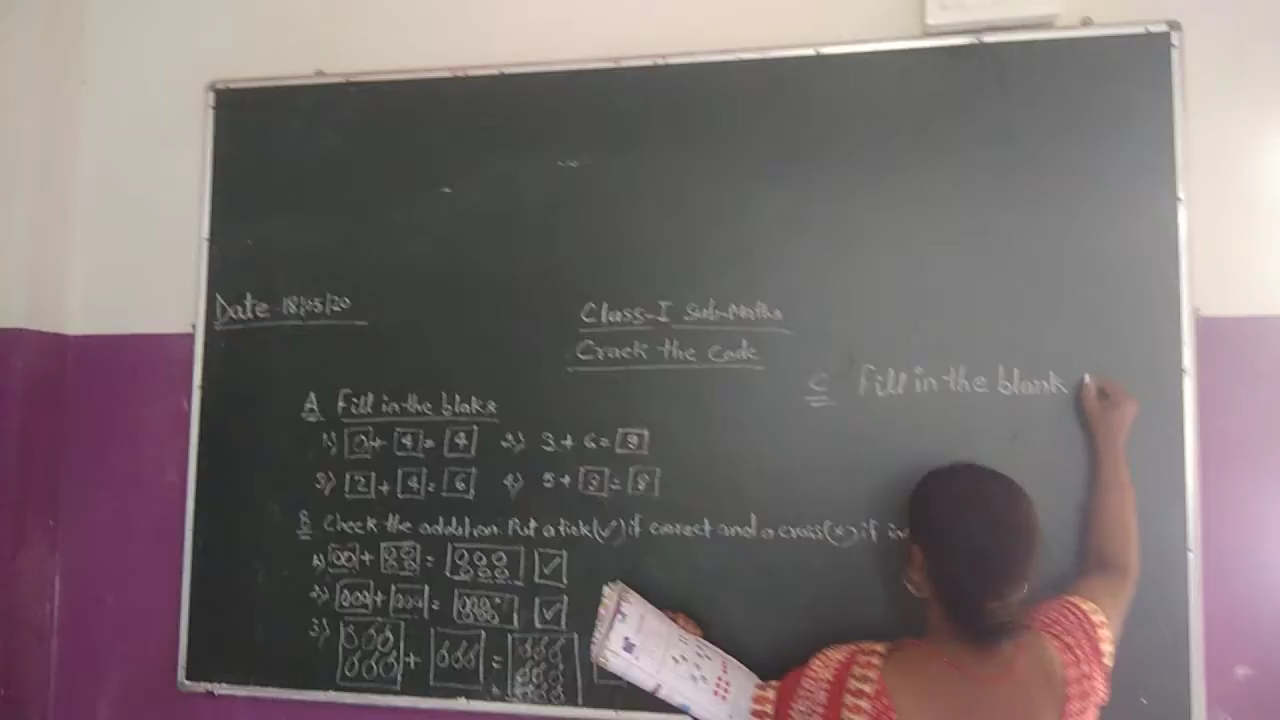 Date 18/05/20
Class-I Sub-Maths
Crack the Code
A Fill in the blaks
1) 0 + 4 = 4 2) 3 + 6 = 9
3) 2 + 4 = 6 4) 5 + 3 = 8
B Check the addition. Put a tick (✓) if correct and a cross (x) if
1) + = ✓
2) + = ✓
3) + =
C Fill in the blank